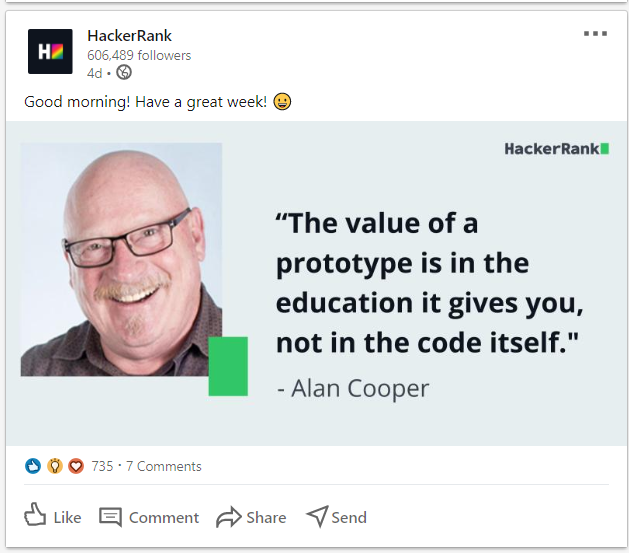 HackerRank
606,489 followers
4d •
Good morning! Have a great week! 😀
HackerRank
“The value of a
prototype is in the
education it gives you,
not in the code itself."
- Alan Cooper
735 · 7 Comments
Like Comment Share Send